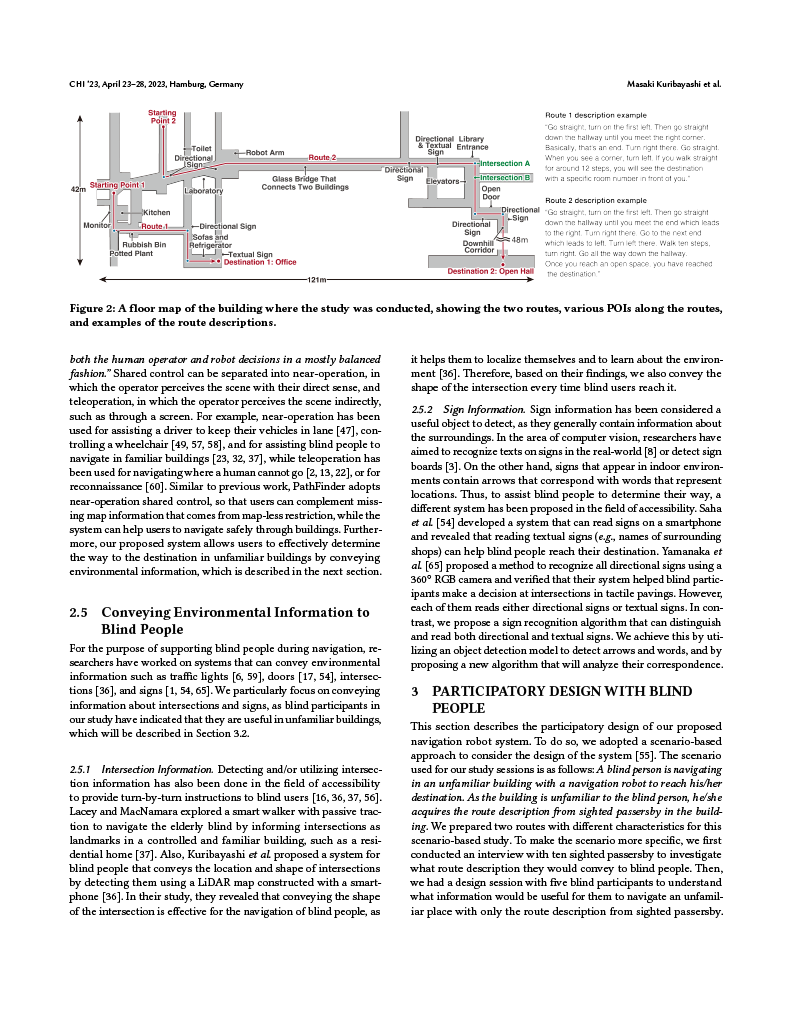 CHI '23, April 23–28, 2023, Hamburg, Germany
Masaki Kuribayashi et al.
Starting
Point 2
Toilet
Directional
Sign
Robot Arm
Route 2
Directional
& Textual
Sign
Library
Entrance
Intersection A
Intersection B
42m
Starting Point 1
Laboratory
Glass Bridge That
Connects Two Buildings
Directional
Sign
Elevators
Open
Door
Kitchen
Monitor
Route 1
Directional Sign
Directional
Sign
Directional
Sign
Sofas and
Refrigerator
Rubbish Bin
Potted Plant
Textual Sign
Destination 1: Office
Downhill
Corridor
48m
Destination 2: Open Hall
121m
Route 1 description example
"Go straight, turn on the first left. Then go straight
down the hallway until you meet the right corner.
Basically, that's an end. Turn right there. Go straight.
When you see a corner, turn left. If you walk straight
for around 12 steps, you will see the destination
with a specific room number in front of you."
Route 2 description example
"Go straight, turn on the first left. Then go straight
down the hallway until you meet the end which leads
to the right. Turn right there. Go to the next end
which leads to left. Turn left there. Walk ten steps,
turn right. Go all the way down the hallway.
Once you reach an open space, you have reached
the destination."
Figure 2: A floor map of the building where the study was conducted, showing the two routes, various POIs along the routes,
and examples of the route descriptions.
both the human operator and robot decisions in a mostly balanced
fashion." Shared control can be separated into near-operation, in
which the operator perceives the scene with their direct sense, and
teleoperation, in which the operator perceives the scene indirectly,
such as through a screen. For example, near-operation has been
used for assisting a driver to keep their vehicles in lane [47], con-
trolling a wheelchair [49, 57, 58], and for assisting blind people to
navigate in familiar buildings [23, 32, 37], while teleoperation has
been used for navigating where a human cannot go [2, 13, 22], or for
reconnaissance [60]. Similar to previous work, PathFinder adopts
near-operation shared control, so that users can complement miss-
ing map information that comes from map-less restriction, while the
system can help users to navigate safely through buildings. Further-
more, our proposed system allows users to effectively determine
the way to the destination in unfamiliar buildings by conveying
environmental information, which is described in the next section.
2.5 Conveying Environmental Information to
Blind People
For the purpose of supporting blind people during navigation, re-
searchers have worked on systems that can convey environmental
information such as traffic lights [6, 59], doors [17, 54], intersec-
tions [36], and signs [1, 54, 65]. We particularly focus on conveying
information about intersections and signs, as blind participants in
our study have indicated that they are useful in unfamiliar buildings,
which will be described in Section 3.2.
2.5.1 Intersection Information. Detecting and/or utilizing intersec-
tion information has also been done in the field of accessibility
to provide turn-by-turn instructions to blind users [16, 36, 37, 56].
Lacey and MacNamara explored a smart walker with passive trac-
tion to navigate the elderly blind by informing intersections as
landmarks in a controlled and familiar building, such as a resi-
dential home [37]. Also, Kuribayashi et al. proposed a system for
blind people that conveys the location and shape of intersections
by detecting them using a LiDAR map constructed with a smart-
phone [36]. In their study, they revealed that conveying the shape
of the intersection is effective for the navigation of blind people, as
it helps them to localize themselves and to learn about the environ-
ment [36]. Therefore, based on their findings, we also convey the
shape of the intersection every time blind users reach it.
2.5.2 Sign Information. Sign information has been considered a
useful object to detect, as they generally contain information about
the surroundings. In the area of computer vision, researchers have
aimed to recognize texts on signs in the real-world [8] or detect sign
boards [3]. On the other hand, signs that appear in indoor environ-
ments contain arrows that correspond with words that represent
locations. Thus, to assist blind people to determine their way, a
different system has been proposed in the field of accessibility. Saha
et al. [54] developed a system that can read signs on a smartphone
and revealed that reading textual signs (e.g., names of surrounding
shops) can help blind people reach their destination. Yamanaka et
al. [65] proposed a method to recognize all directional signs using a
360° RGB camera and verified that their system helped blind partic-
ipants make a decision at intersections in tactile pavings. However,
each of them reads either directional signs or textual signs. In con-
trast, we propose a sign recognition algorithm that can distinguish
and read both directional and textual signs. We achieve this by uti-
lizing an object detection model to detect arrows and words, and by
proposing a new algorithm that will analyze their correspondence.
3 PARTICIPATORY DESIGN WITH BLIND
PEOPLE
This section describes the participatory design of our proposed
navigation robot system. To do so, we adopted a scenario-based
approach to consider the design of the system [55]. The scenario
used for our study sessions is as follows: A blind person is navigating
in an unfamiliar building with a navigation robot to reach his/her
destination. As the building is unfamiliar to the blind person, he/she
acquires the route description from sighted passersby in the build-
ing. We prepared two routes with different characteristics for this
scenario-based study. To make the scenario more specific, we first
conducted an interview with ten sighted passersby to investigate
what route description they would convey to blind people. Then,
we had a design session with five blind participants to understand
what information would be useful for them to navigate an unfamil-
iar place with only the route description from sighted passersby.